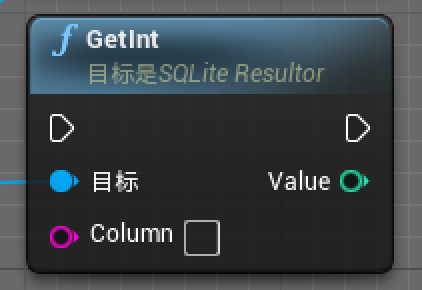 GetInt
目标是SQLite Resultor
目标
Value
Column